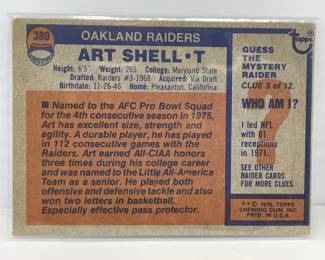 380
OAKLAND RAIDERS
ART SHELL • T
Height: 6'5" Weight: 265 College: Maryland State
Drafted: Raiders #3-1968 Acquired: Via Draft
Birthdate: 11-26-46 Home: Pleasanton, California
Named to the AFC Pro Bowl Squad
for the 4th consecutive season in 1975,
Art has excellent size, strength and
agility. A durable player, he has played
in 112 consecutive games with the
Raiders. Art earned All-CIAA honors
three times during his college career
and was named to the Little All-America
Team as a senior. He played both
offensive and defensive tackle and also
won two letters in basketball.
Especially effective pass protector.
topps
GUESS
THE
MYSTERY
RAIDER
CLUE 3 of 12.
WHO AM I?
I led NFL
with 61
receptions
in 1971.
SEE OTHER
RAIDER CARDS
FOR MORE CLUES.
** © 1976, TOPPS
CHEWING GUM, INC.
PRTD. IN U.S.A.